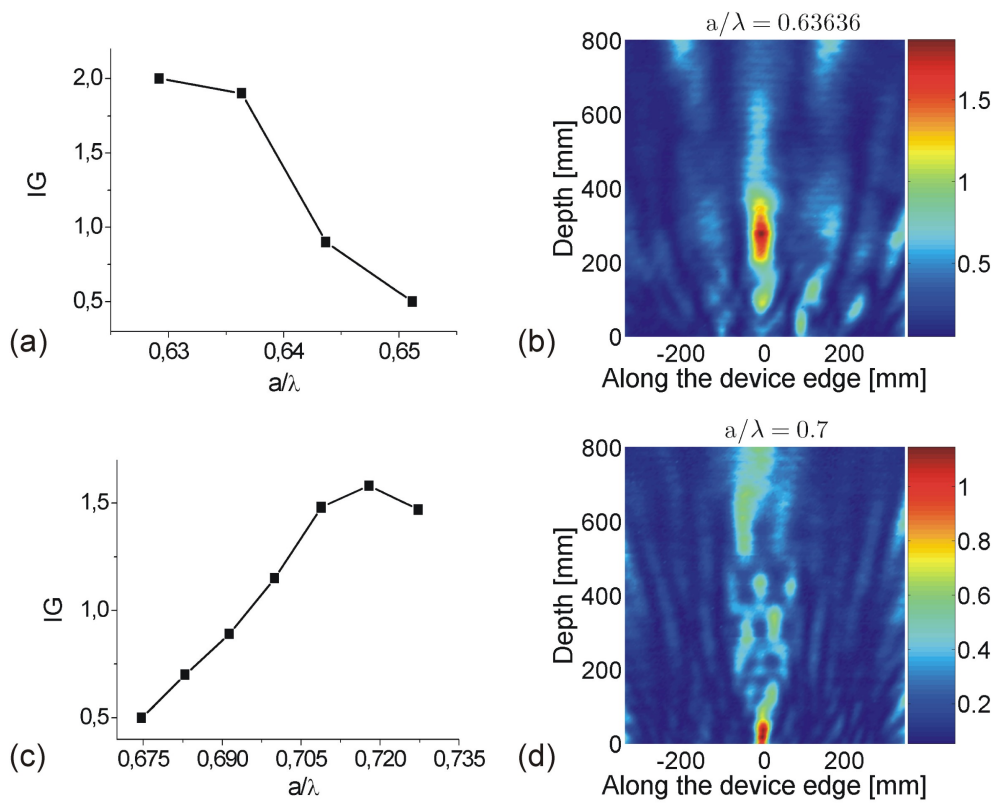 2,0
1,5
1,0
0,5
IG
0,63 0,64 0,65
a/λ
(a)
a/λ = 0.63636
800
600
400
200
0
Depth [mm]
-200 0 200
Along the device edge [mm]
1.5
1
0.5
(b)
1,5
1,0
0,5
IG
0,675 0,690 0,705 0,720 0,735
a/λ
(c)
a/λ = 0.7
800
600
400
200
0
Depth [mm]
-200 0 200
Along the device edge [mm]
1
0.8
0.6
0.4
0.2
(d)